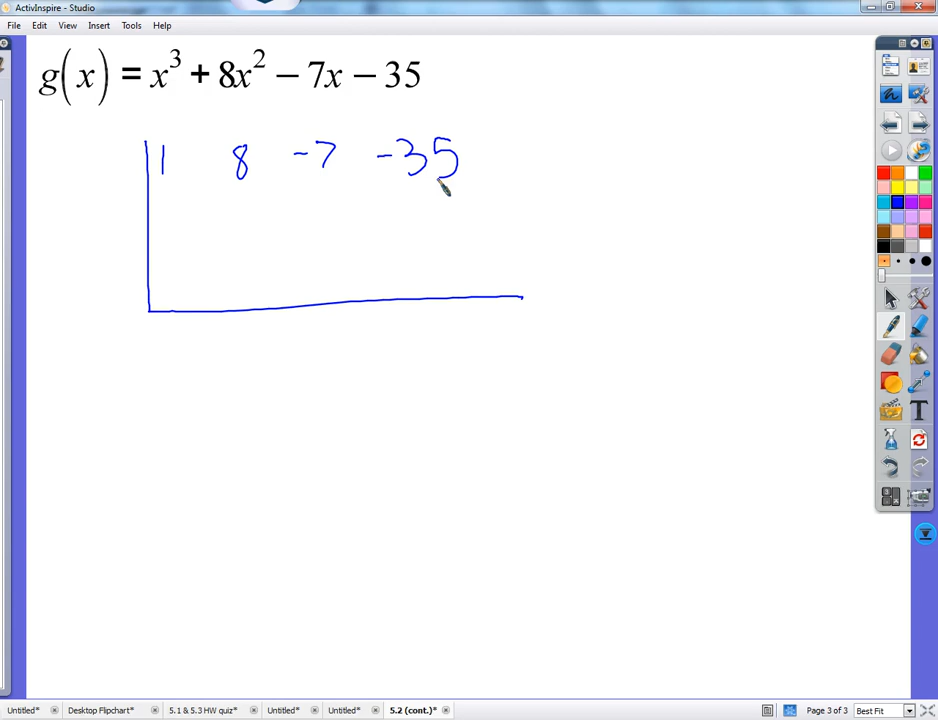 ActivInspire - Studio
File Edit View Insert Tools Help
g(x) = x³ + 8x² − 7x − 35
1 8 -7 -35
T
Untitled* Desktop Flipchart* 5.1 & 5.3 HW quiz* Untitled* Untitled* 5.2 (cont.)* Page 3 of 3 Best Fit